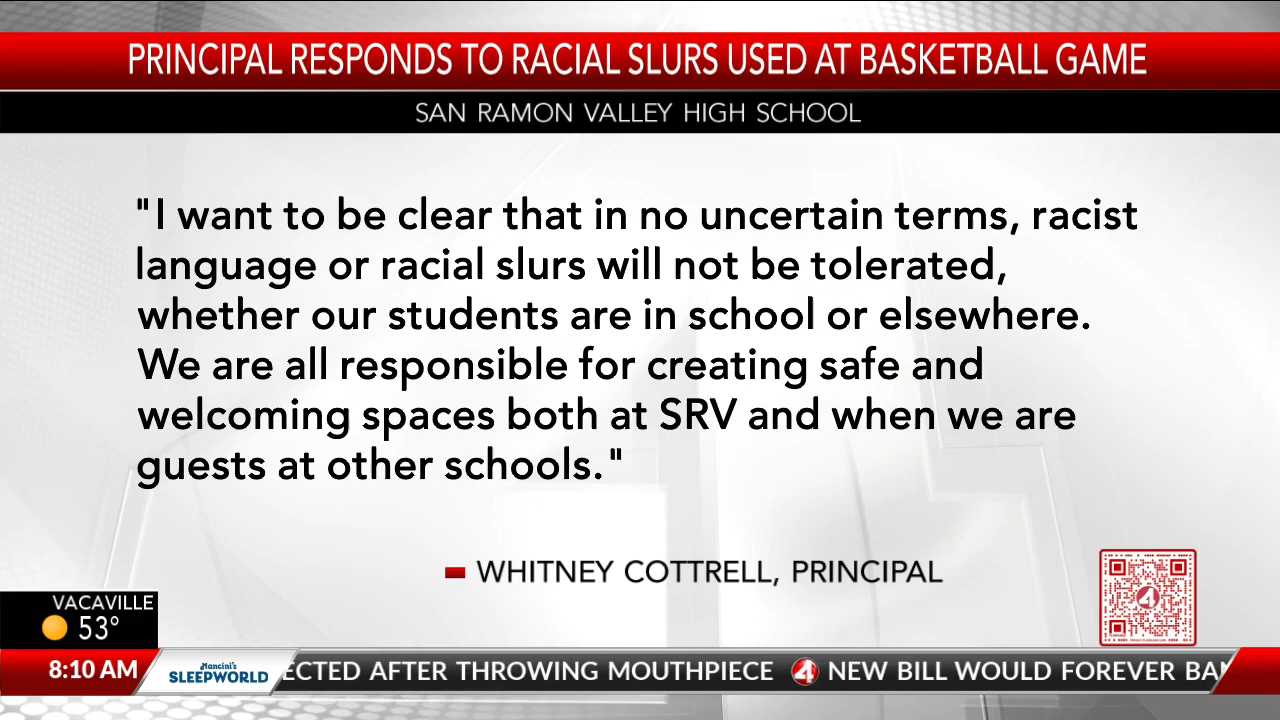 PRINCIPAL RESPONDS TO RACIAL SLURS USED AT BASKETBALL GAME
SAN RAMON VALLEY HIGH SCHOOL
"I want to be clear that in no uncertain terms, racist
language or racial slurs will not be tolerated,
whether our students are in school or elsewhere.
We are all responsible for creating safe and
welcoming spaces both at SRV and when we are
guests at other schools."
WHITNEY COTTRELL, PRINCIPAL
VACAVILLE
53°
8:10 AM
Mancini's
SLEEPWORLD
ECTED AFTER THROWING MOUTHPIECE 4 NEW BILL WOULD FOREVER BAN
4